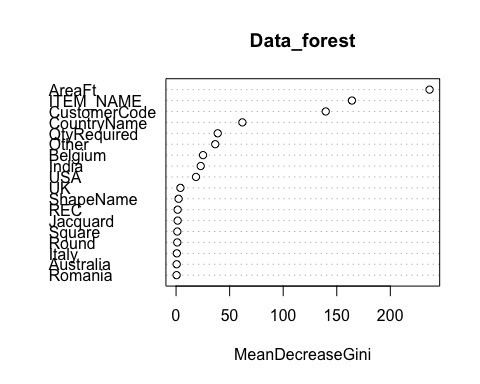 Data_forest
AreaFt
ITEM_NAME
CustomerCode
CountryName
QtyRequired
Other
Belgium
India
USA
UK
ShapeName
REC
Jacquard
Square
Round
Italy
Australia
Romania
0 50 100 150 200
MeanDecreaseGini